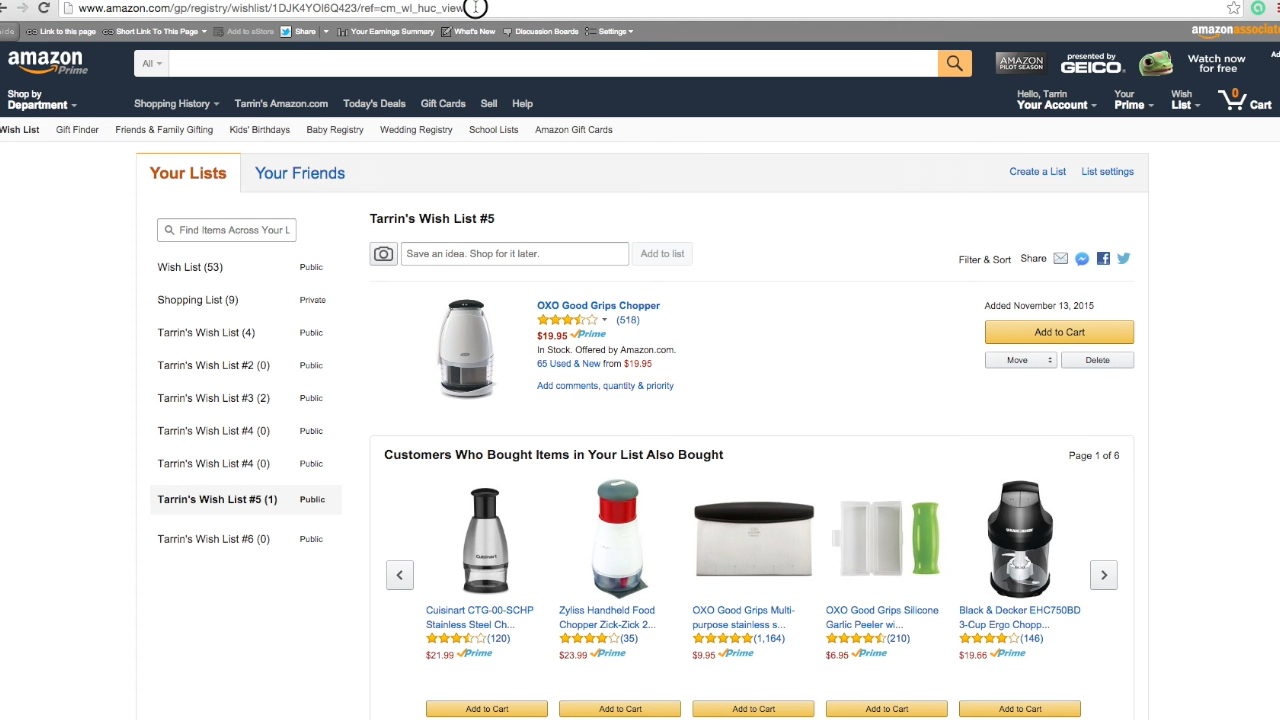 www.amazon.com/gp/registry/wishlist/1DJK4YOI6Q423/ref=cm_wl_huc_view
Link to this page Short Link To This Page Add to aStore Share Your Earnings Summary What's New Discussion Boards Settings
amazon
amazon Prime
All
AMAZON PILOT SEASON
presented by GEICO
Watch now for free
Shop by Department
Shopping History Tarrin's Amazon.com Today's Deals Gift Cards Sell Help
Hello, Tarrin Your Account
Your Prime
Wish List
0 Cart
Wish List Gift Finder Friends & Family Gifting Kids' Birthdays Baby Registry Wedding Registry School Lists Amazon Gift Cards
Your Lists Your Friends
Create a List List settings
Find Items Across Your L
Wish List (53) Public
Shopping List (9) Private
Tarrin's Wish List (4) Public
Tarrin's Wish List #2 (0) Public
Tarrin's Wish List #3 (2) Public
Tarrin's Wish List #4 (0) Public
Tarrin's Wish List #4 (0) Public
Tarrin's Wish List #5 (1) Public
Tarrin's Wish List #6 (0) Public
Tarrin's Wish List #5
Save an idea. Shop for it later. Add to list
Filter & Sort Share
OXO Good Grips Chopper
(518)
$19.95 Prime
In Stock. Offered by Amazon.com.
65 Used & New from $19.95
Add comments, quantity & priority
Added November 13, 2015
Add to Cart
Move Delete
Customers Who Bought Items in Your List Also Bought
Page 1 of 6
Cuisinart CTG-00-SCHP
Stainless Steel Ch...
(120)
$21.99 Prime
Add to Cart
Zyliss Handheld Food
Chopper Zick-Zick 2...
(35)
$23.99 Prime
Add to Cart
OXO Good Grips Multi-
purpose stainless s...
(1,164)
$9.95 Prime
Add to Cart
OXO Good Grips Silicone
Garlic Peeler wi...
(210)
$6.95 Prime
Add to Cart
Black & Decker EHC750BD
3-Cup Ergo Chopp...
(146)
$19.66 Prime
Add to Cart